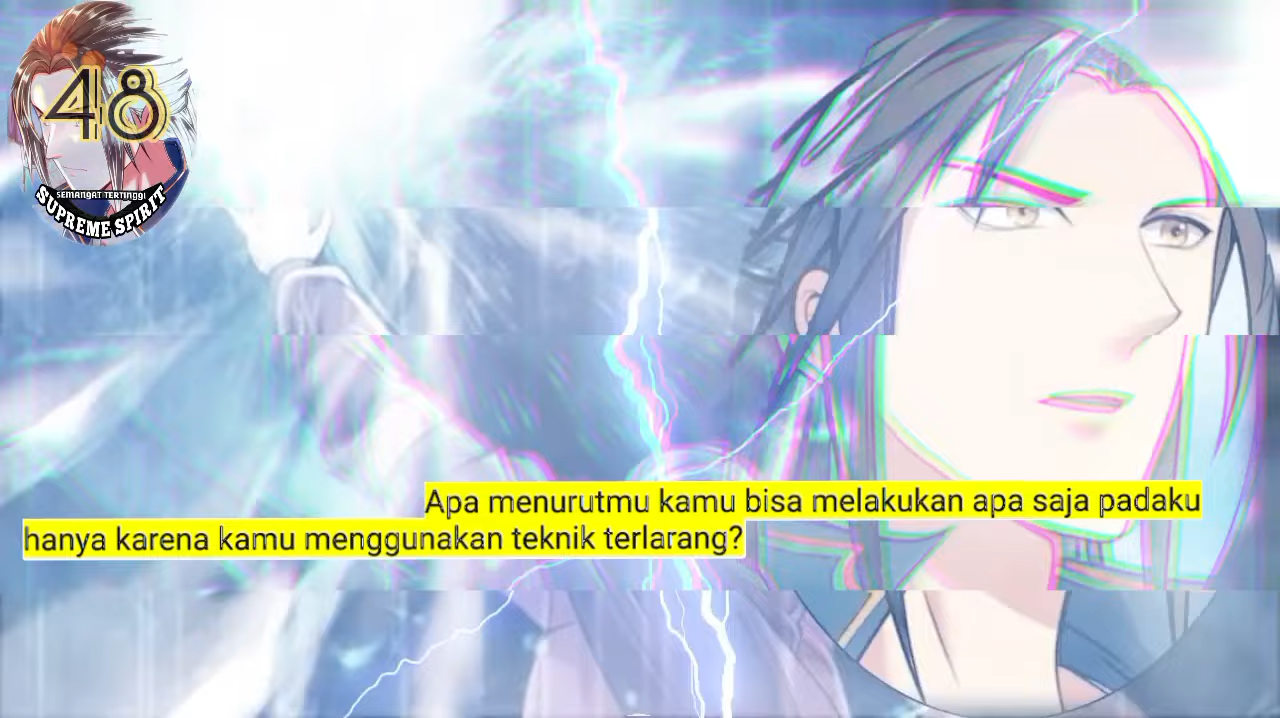 48
SEMANGAT TERTINGGI
SUPREME SPIRIT
Apa menurutmu kamu bisa melakukan apa saja padaku
hanya karena kamu menggunakan teknik terlarang?